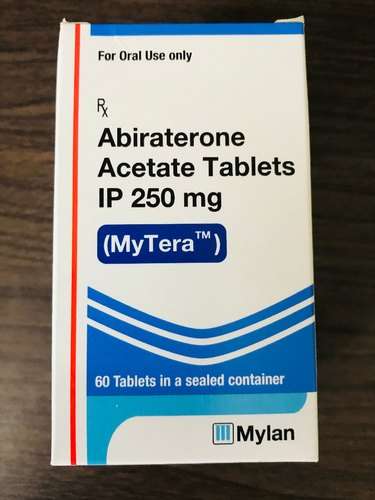 For Oral Use only
Rx
Abiraterone
Acetate Tablets
IP 250 mg
(MyTera™)
60 Tablets in a sealed container
Mylan